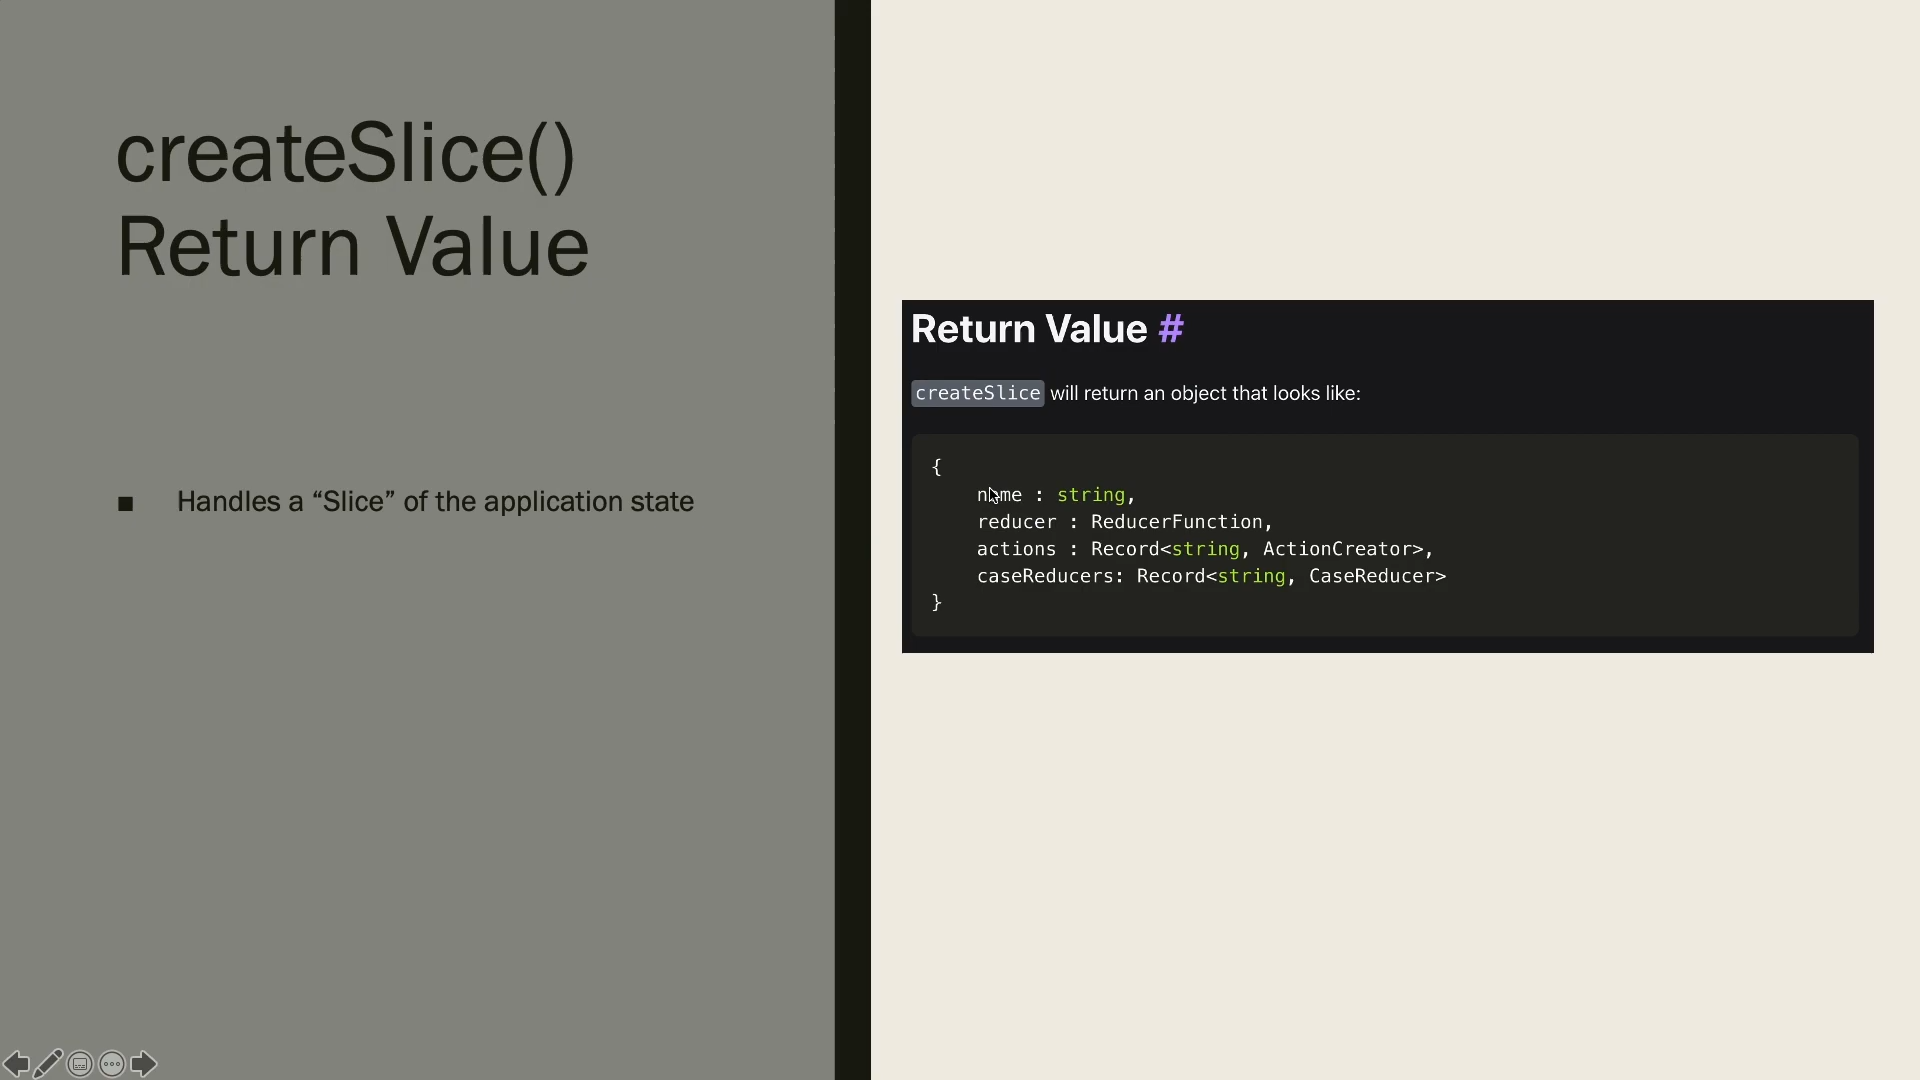 createSlice()
Return Value
■ Handles a “Slice” of the application state
Return Value #
createSlice will return an object that looks like:
{
name : string,
reducer : ReducerFunction,
actions : Record<string, ActionCreator>,
caseReducers: Record<string, CaseReducer>
}